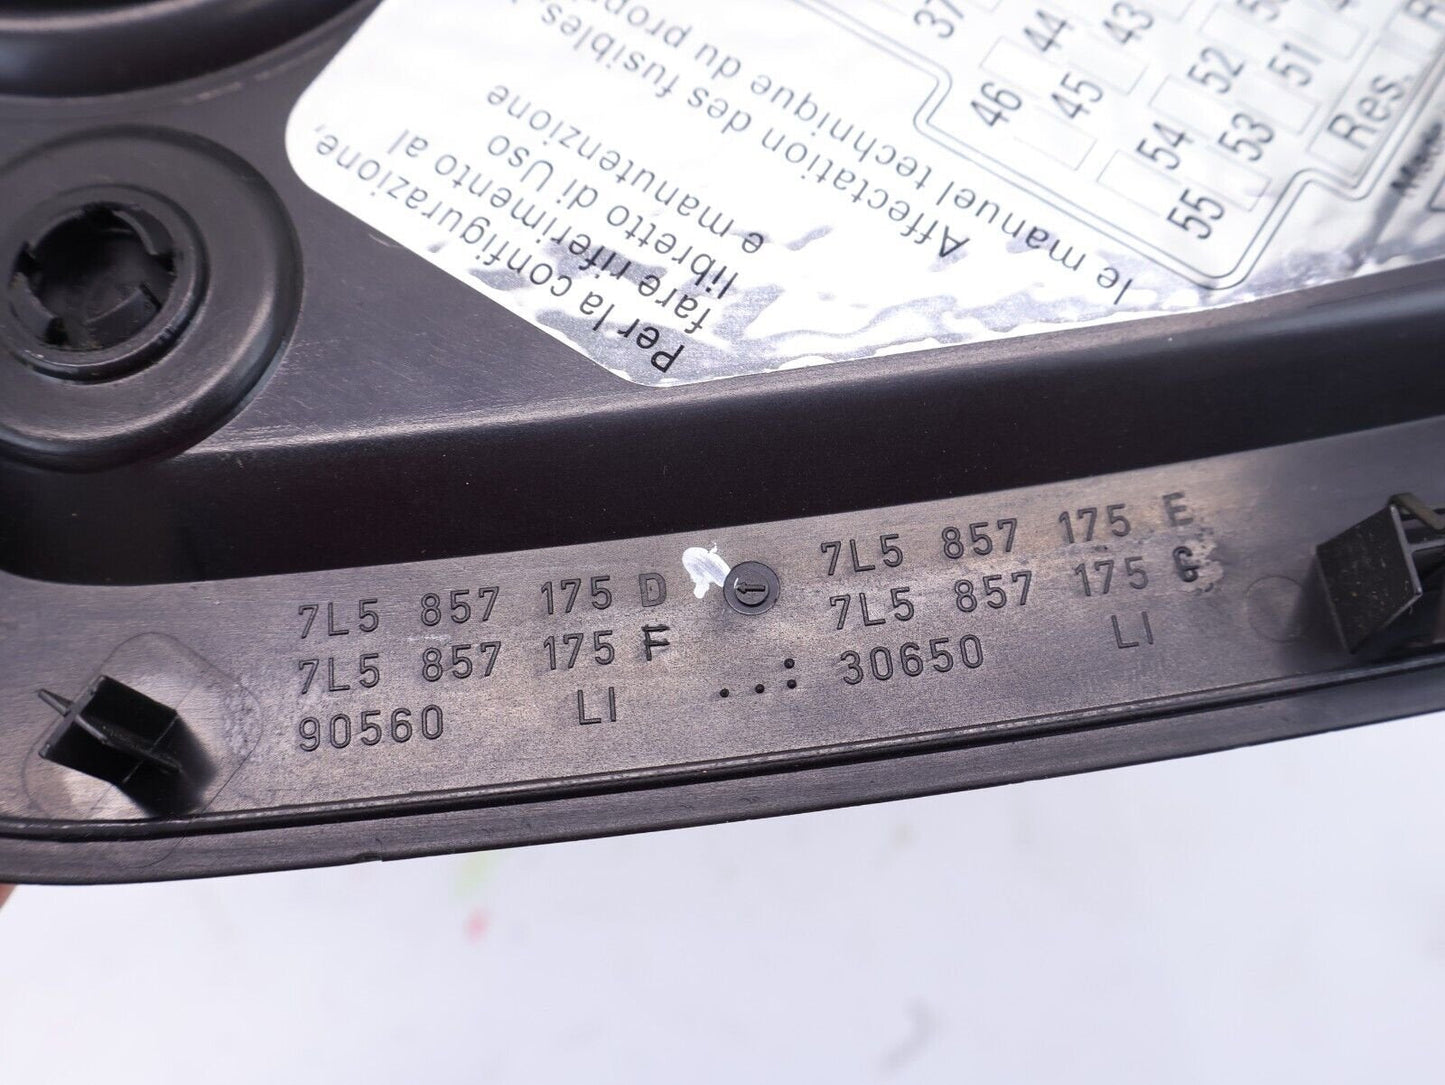 7L5 857 175 D
7L5 857 175 F
90560 LI
7L5 857 175 E
7L5 857 175 G
30650 LI
Per la configurazione,
fare riferimento al
libretto di Uso
e manutenzione
Affectation des fusibles
le manuel technique du
37
44 43
46 45
52 51
54 53
55
Res.